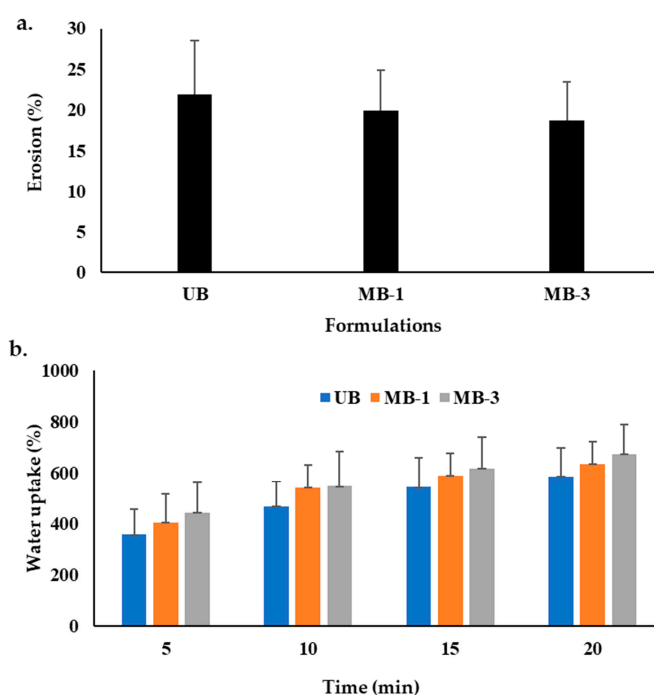 a.
30
25
20
15
10
5
0
Erosion (%)
UB MB-1 MB-3
Formulations
b.
1000
800
600
400
200
0
Water uptake (%)
UB MB-1 MB-3
5 10 15 20
Time (min)